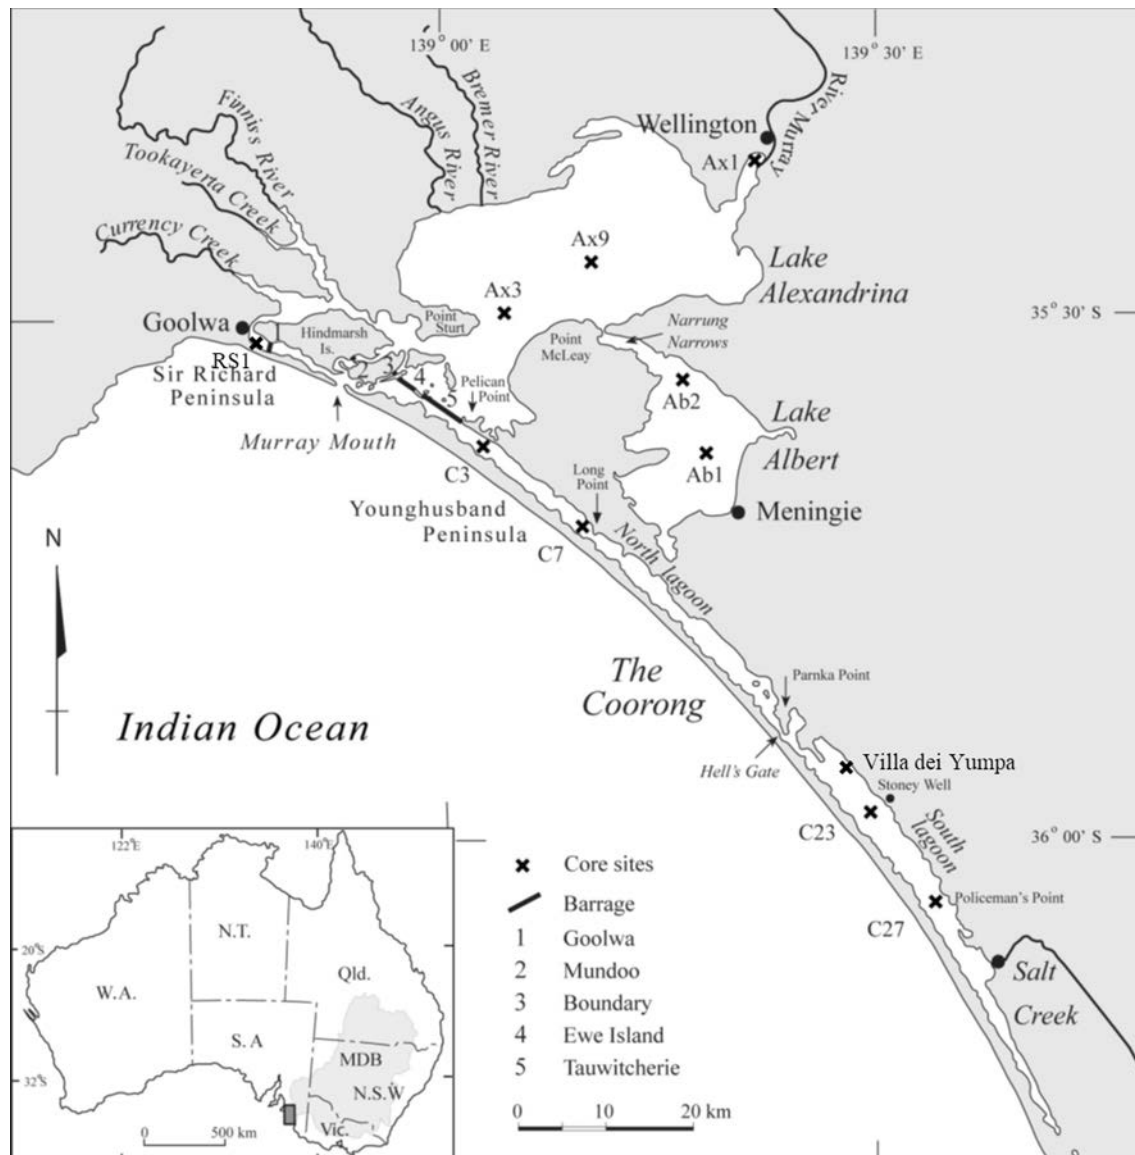 139° 00' E
139° 30' E
Finniss River
Tookayerta Creek
Currency Creek
Angus River
Bremer River
River Murray
Wellington
Ax1
Ax9
Ax3
Lake
Alexandrina
35° 30' S
Goolwa
RS1
Hindmarsh
Is.
Point
Sturt
Point
McLeay
Narrung
Narrows
Sir Richard
Peninsula
2
3
4
5
Pelican
Point
Murray Mouth
Ab2
Ab1
Lake
Albert
C3
Long
Point
Meningie
Younghusband
Peninsula
C7
North lagoon
N
The
Coorong
Parnka Point
Indian Ocean
Hell's Gate
Villa dei Yumpa
Stoney Well
C23
South
lagoon
36° 00' S
C27
Policeman's Point
Salt
Creek
122°E
140°E
20°S
32°S
N.T.
W.A.
Qld.
S.A
MDB
N.S.W
Vic.
0 500 km
Core sites
Barrage
1 Goolwa
2 Mundoo
3 Boundary
4 Ewe Island
5 Tauwitcherie
0 10 20 km